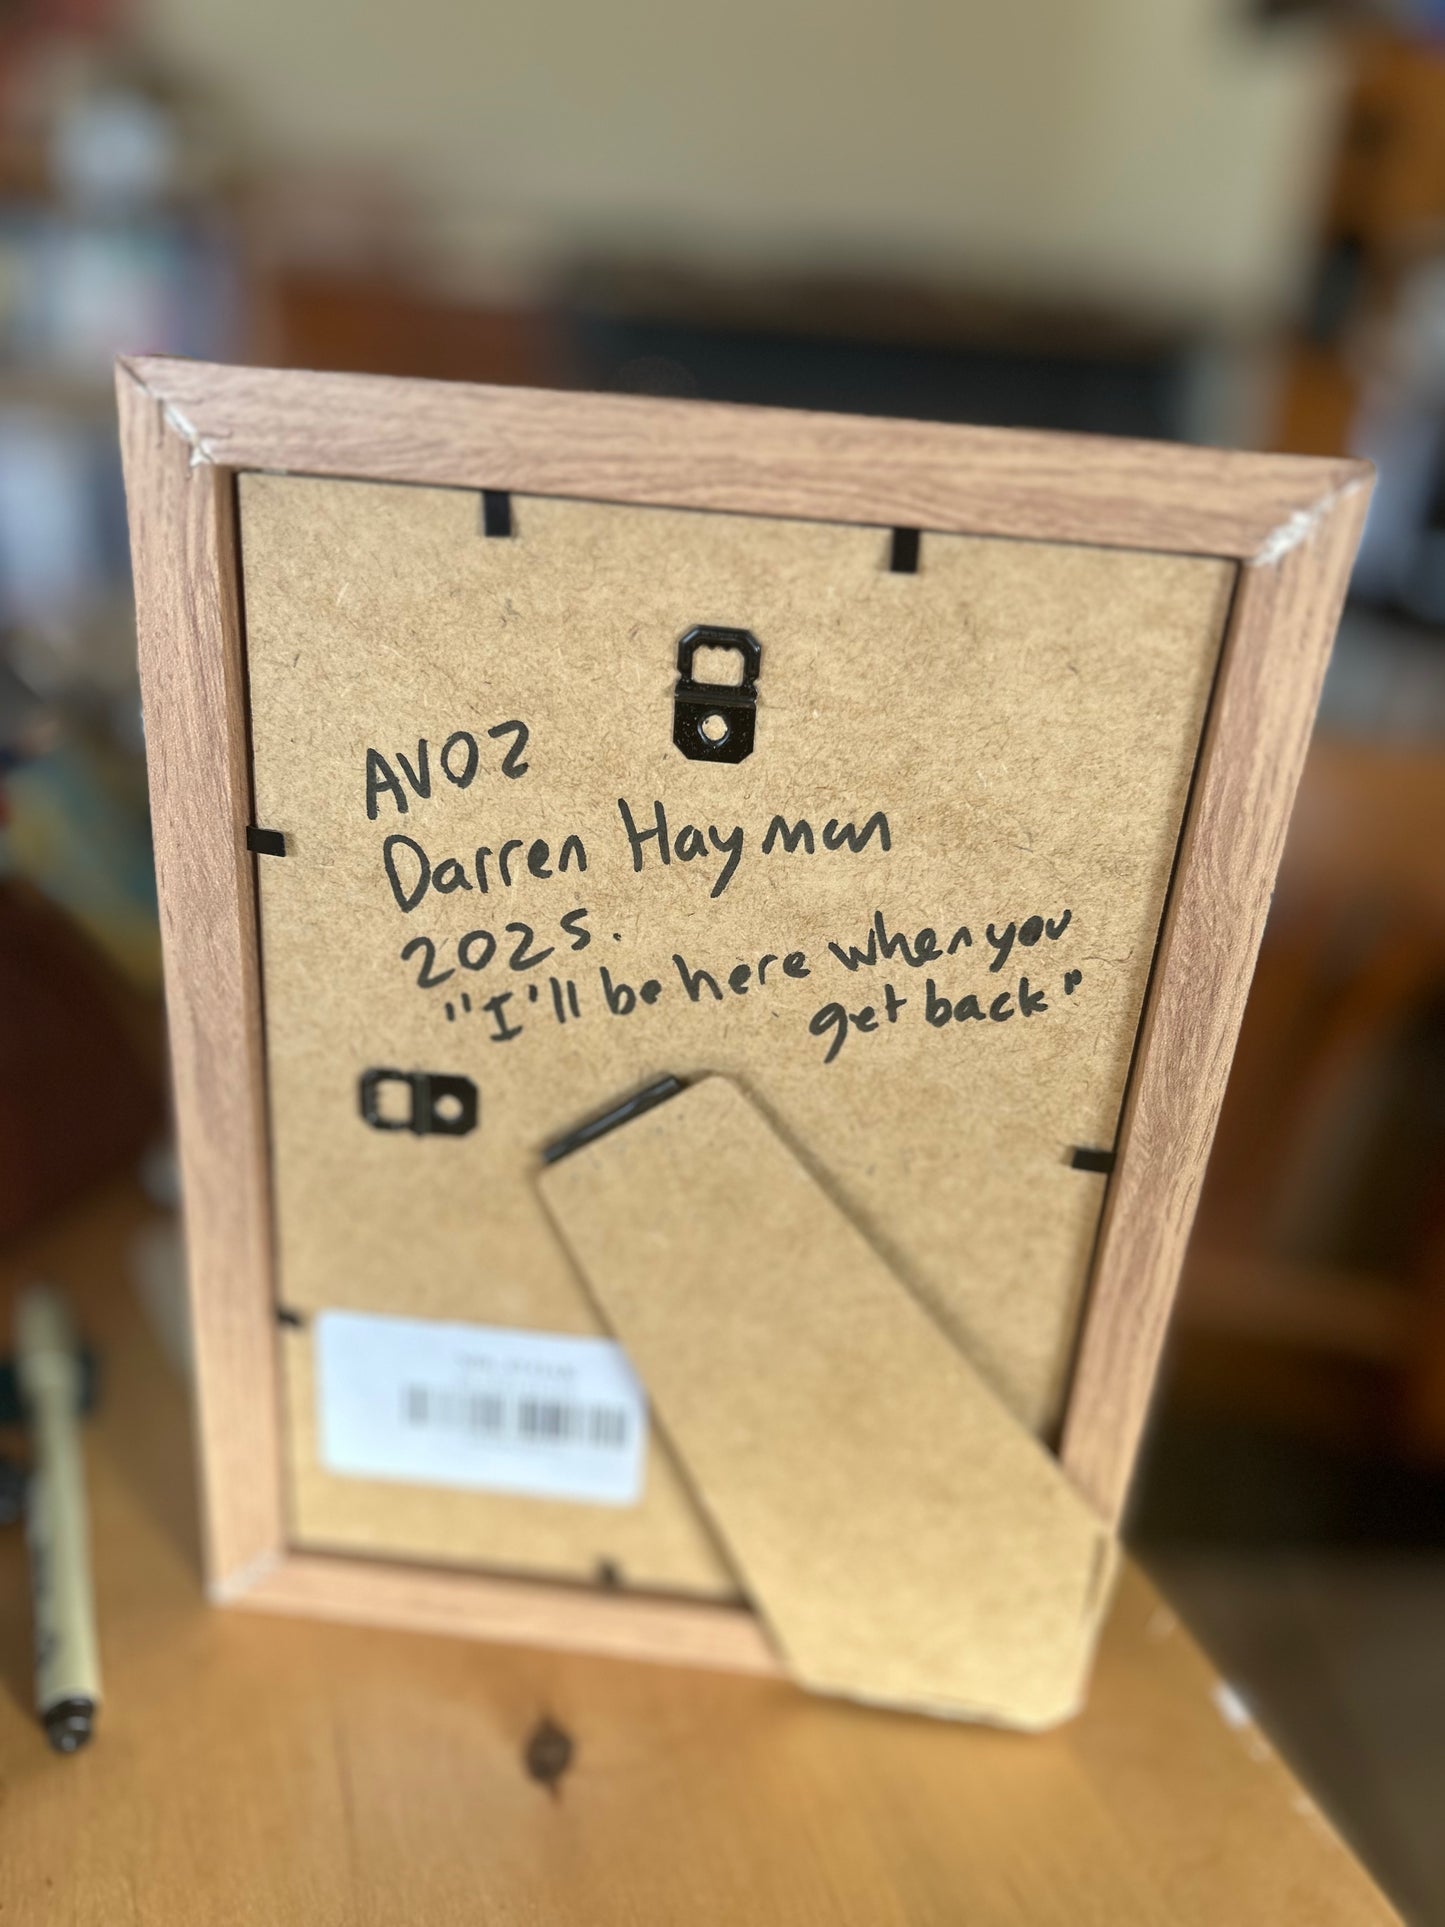 AV02
Darren Hayman
2025.
"I'll be here when you
get back"